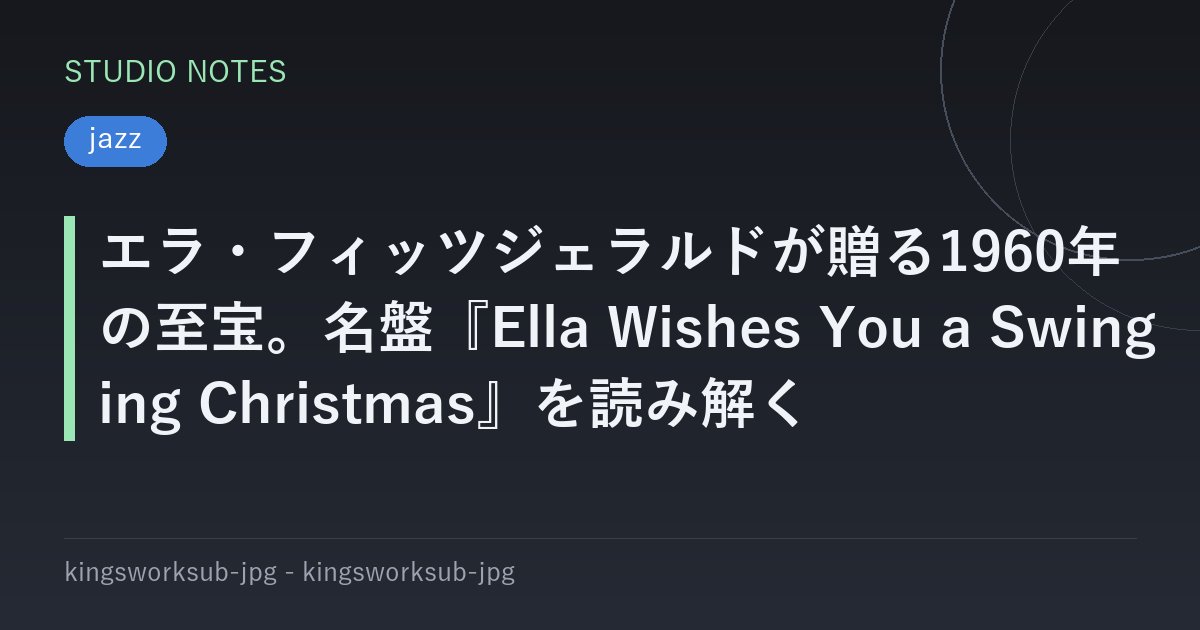 STUDIO NOTES
jazz
エラ・フィッツジェラルドが贈る1960年
の至宝。名盤『Ella Wishes You a Swing
ing Christmas』を読み解く
kingsworksub-jpg - kingsworksub-jpg